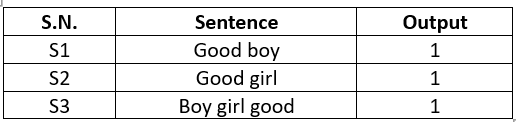 S.N. Sentence Output
S1 Good boy 1
S2 Good girl 1
S3 Boy girl good 1